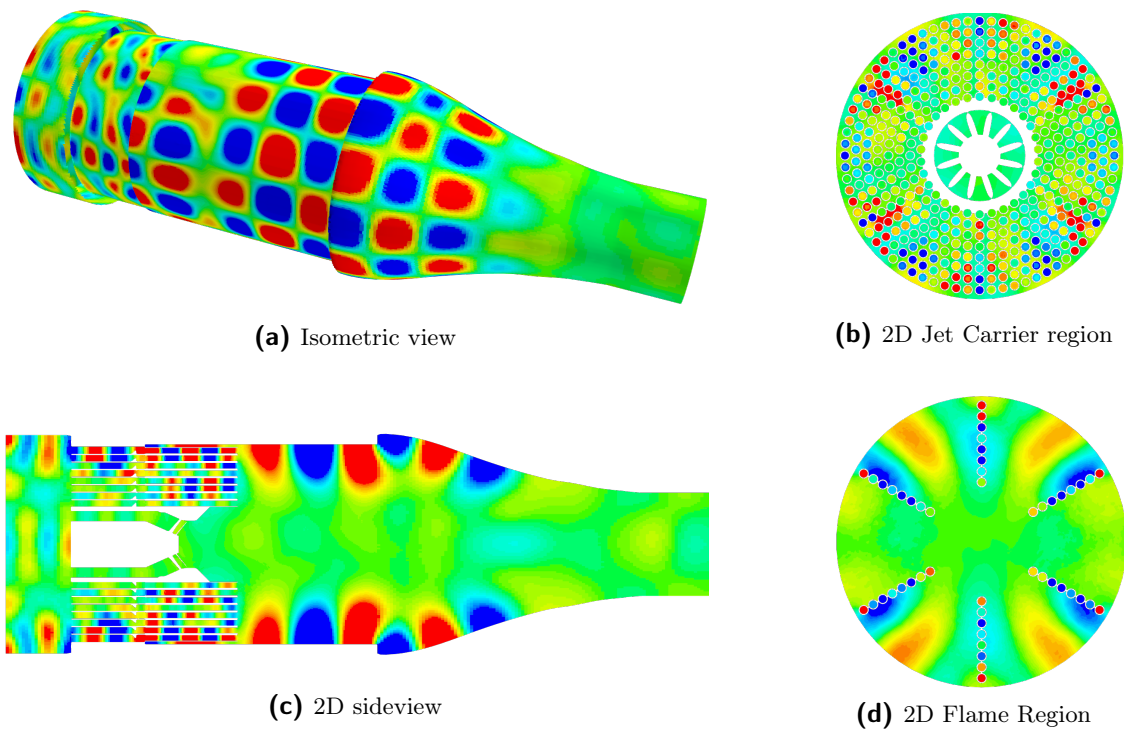 (a) Isometric view
(b) 2D Jet Carrier region
(c) 2D sideview
(d) 2D Flame Region